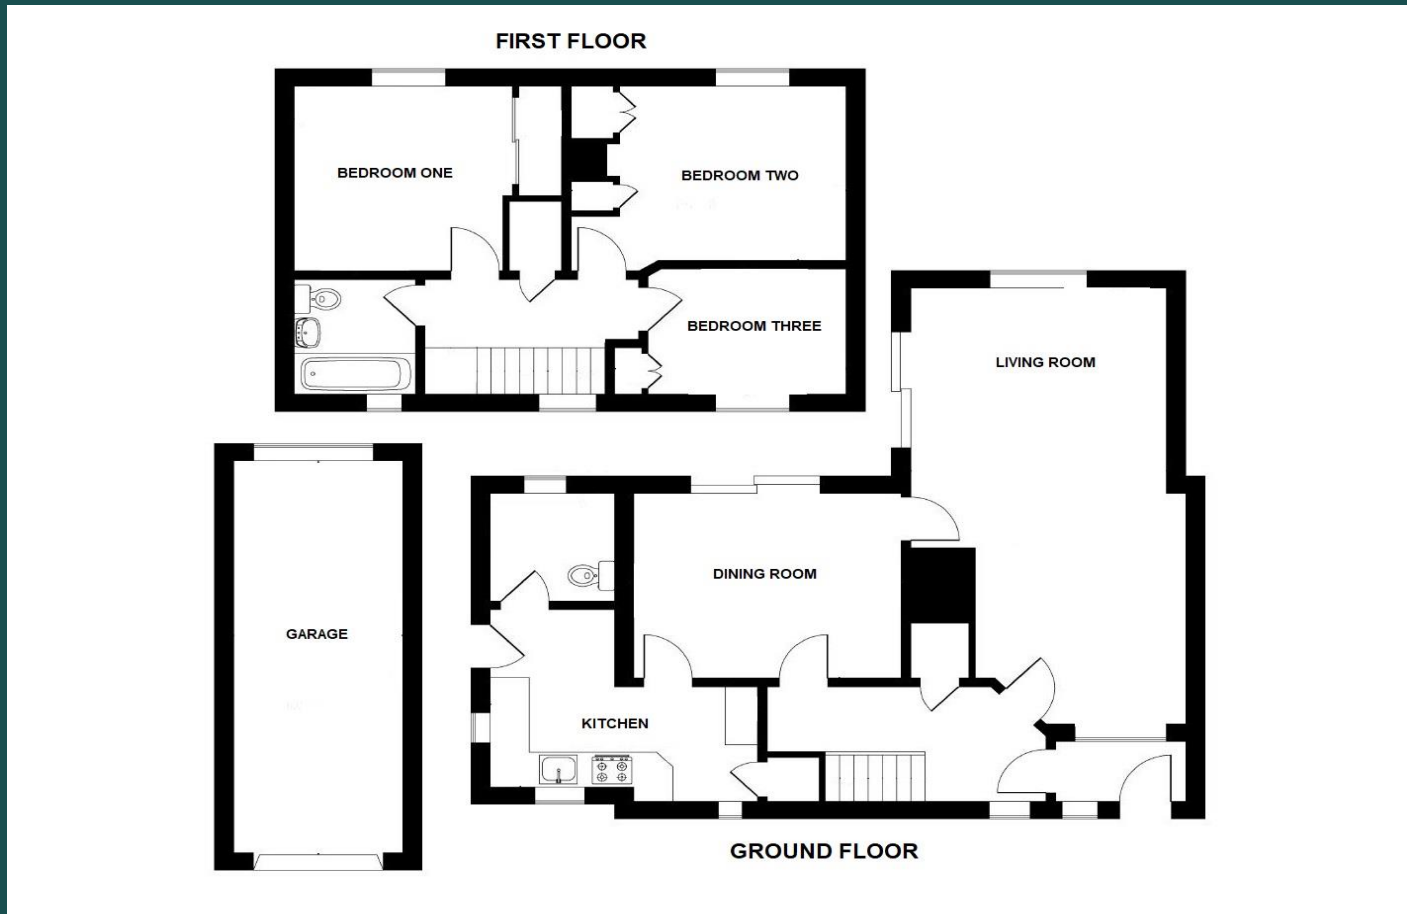 FIRST FLOOR
BEDROOM ONE
BEDROOM TWO
BEDROOM THREE
LIVING ROOM
DINING ROOM
GARAGE
KITCHEN
GROUND FLOOR